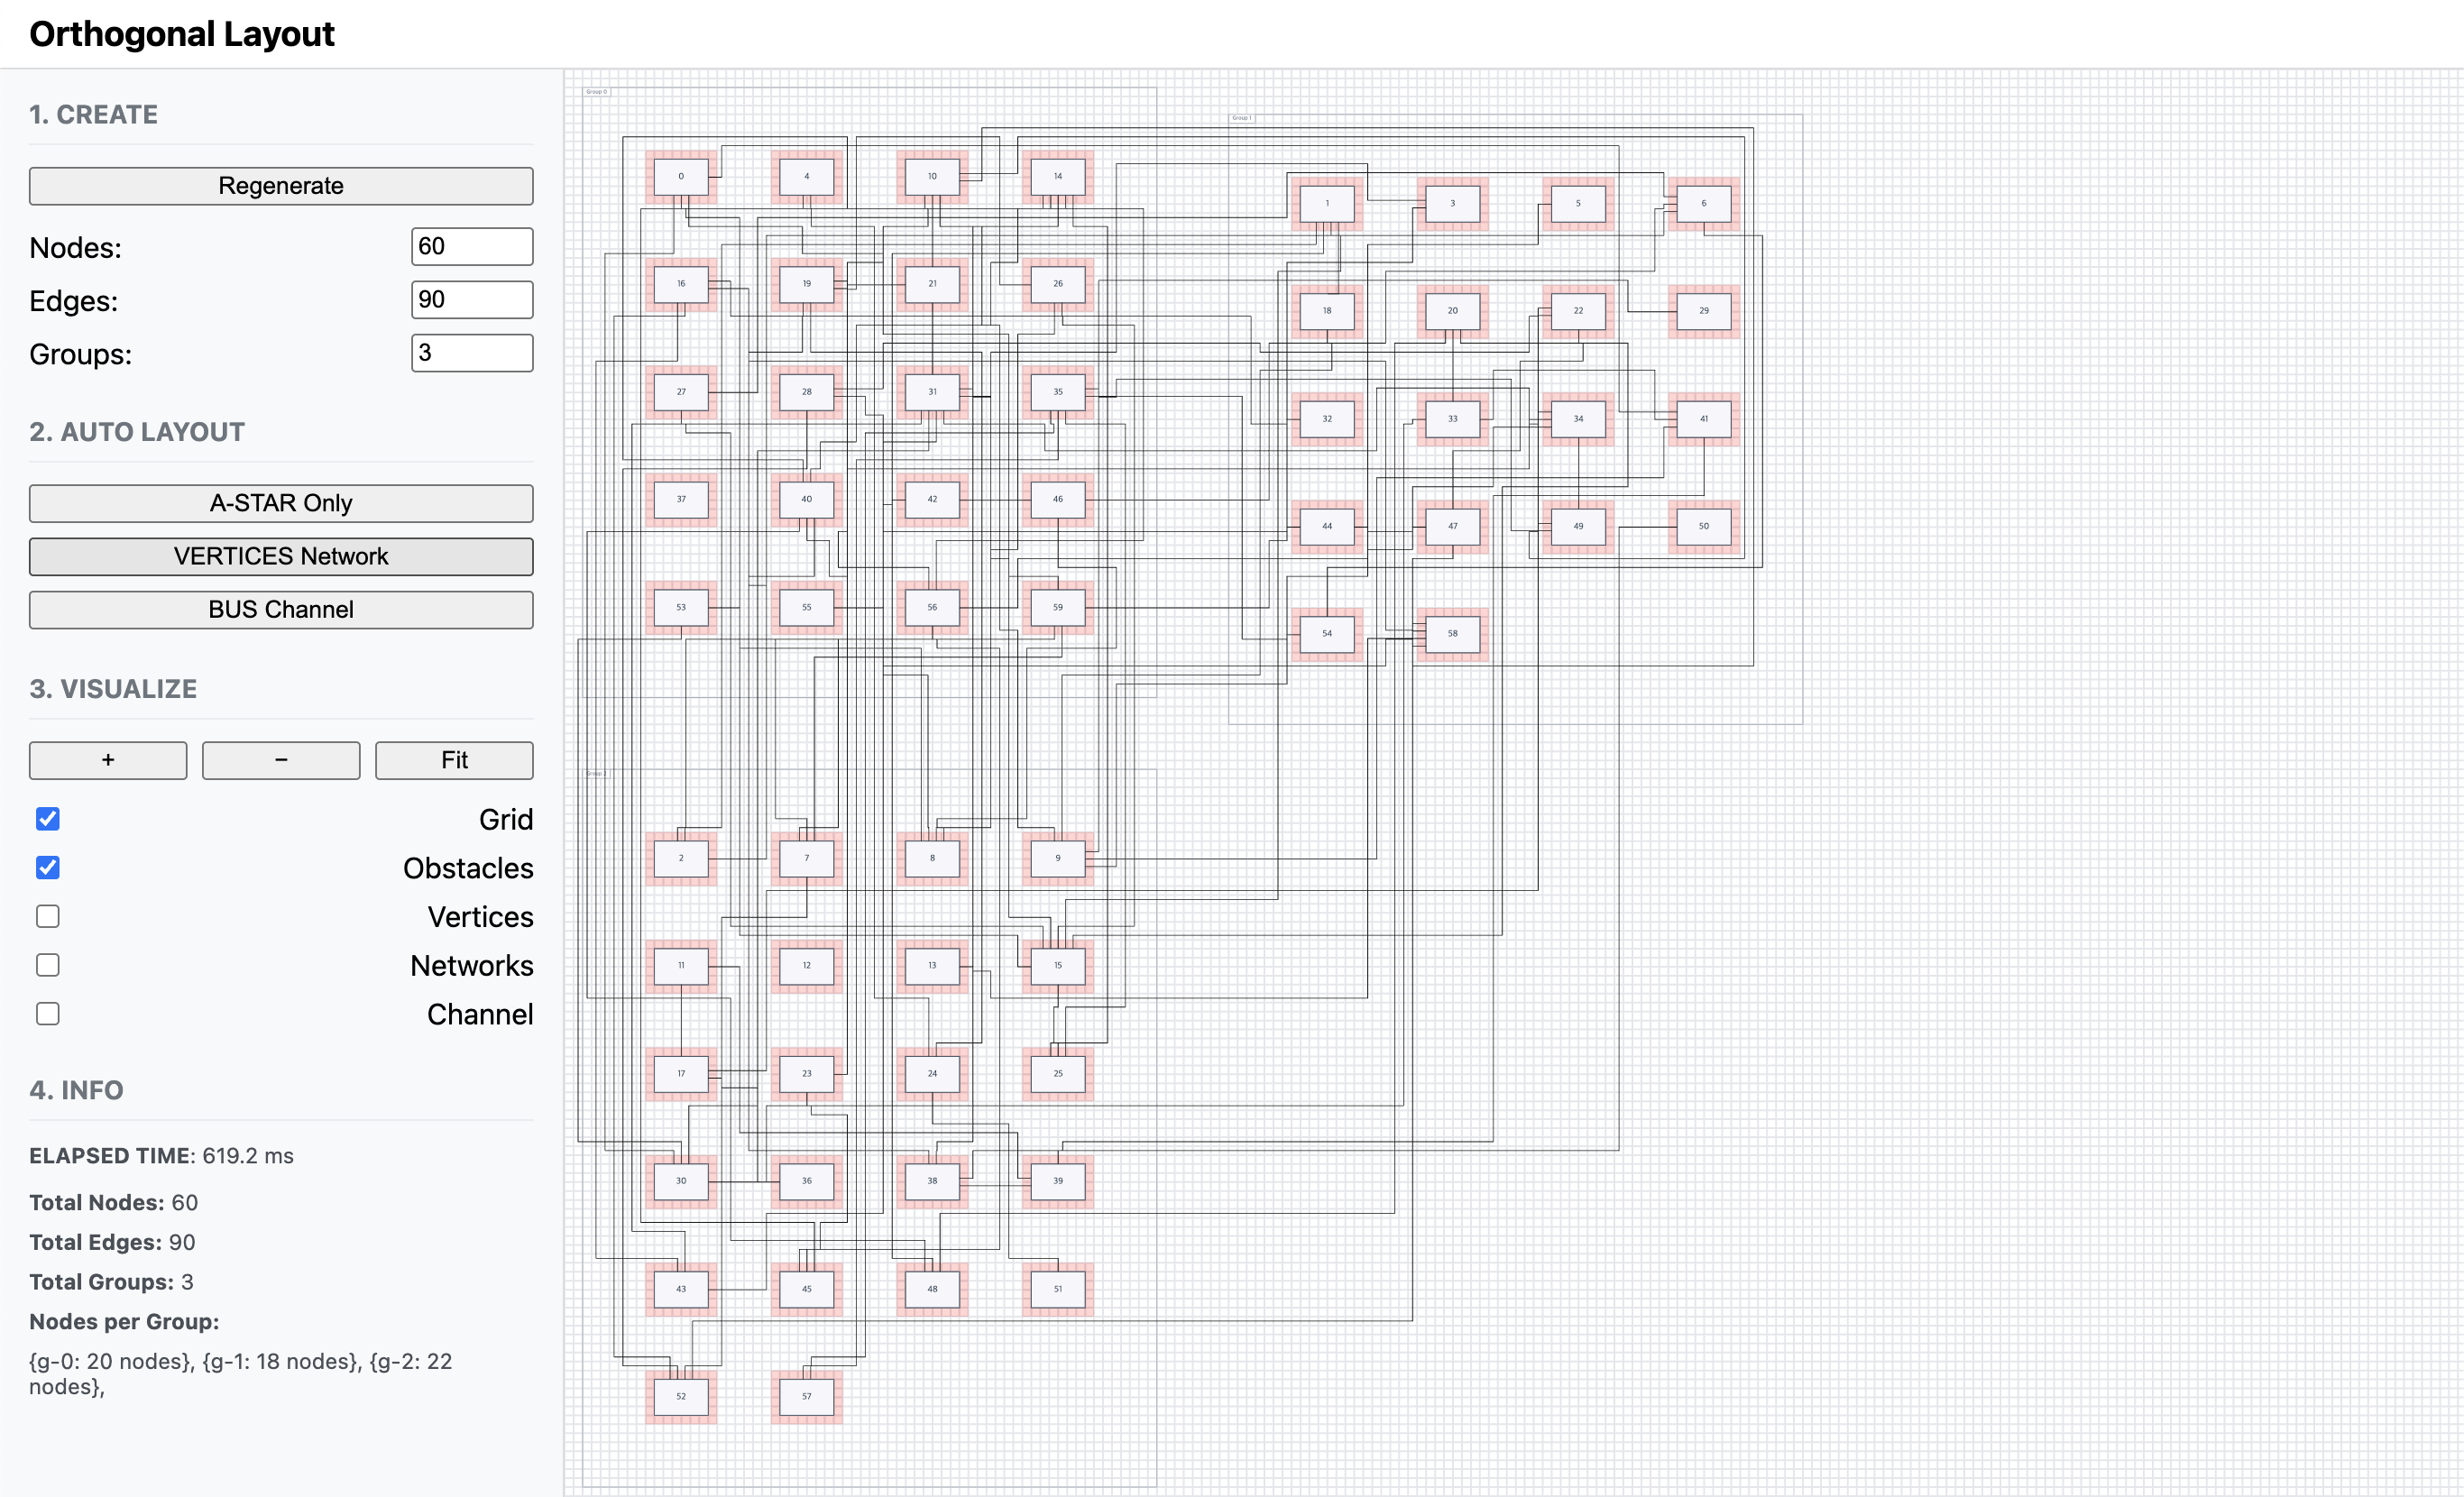 Orthogonal Layout
1. CREATE
Regenerate
Nodes: 60
Edges: 90
Groups: 3
2. AUTO LAYOUT
A-STAR Only
VERTICES Network
BUS Channel
3. VISUALIZE
+ − Fit
Grid
Obstacles
Vertices
Networks
Channel
4. INFO
ELAPSED TIME: 619.2 ms
Total Nodes: 60
Total Edges: 90
Total Groups: 3
Nodes per Group:
{g-0: 20 nodes}, {g-1: 18 nodes}, {g-2: 22
nodes},
Group 0
0 4 10 14
16 19 21 26
27 28 31 35
37 40 42 46
53 55 56 59
Group 1
1 3 5 6
18 20 22 29
32 33 34 41
44 47 49 50
54 58
Group 2
2 7 8 9
11 12 13 15
17 23 24 25
30 36 38 39
43 45 48 51
52 57